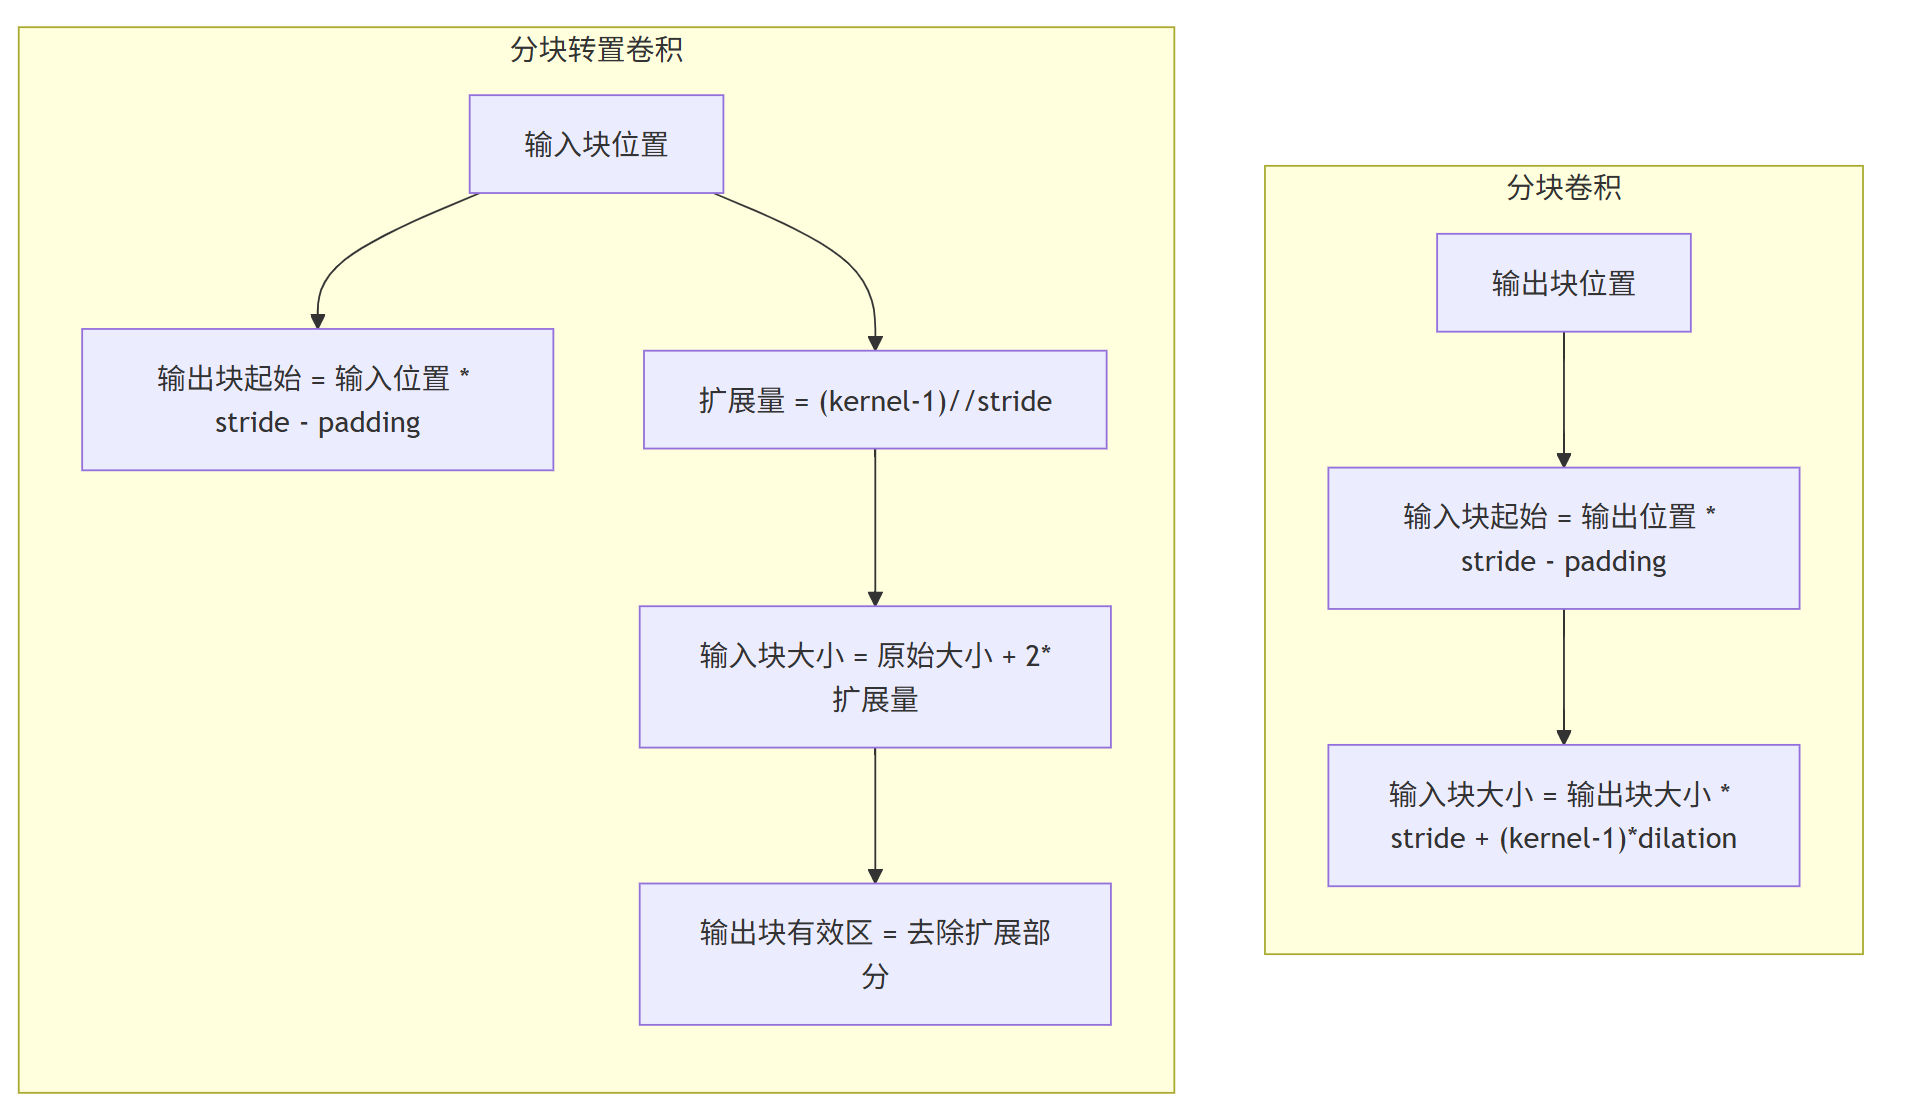 分块转置卷积
输入块位置
输出块起始 = 输入位置 *
stride - padding
扩展量 = (kernel-1)//stride
输入块大小 = 原始大小 + 2*
扩展量
输出块有效区 = 去除扩展部
分
分块卷积
输出块位置
输入块起始 = 输出位置 *
stride - padding
输入块大小 = 输出块大小 *
stride + (kernel-1)*dilation